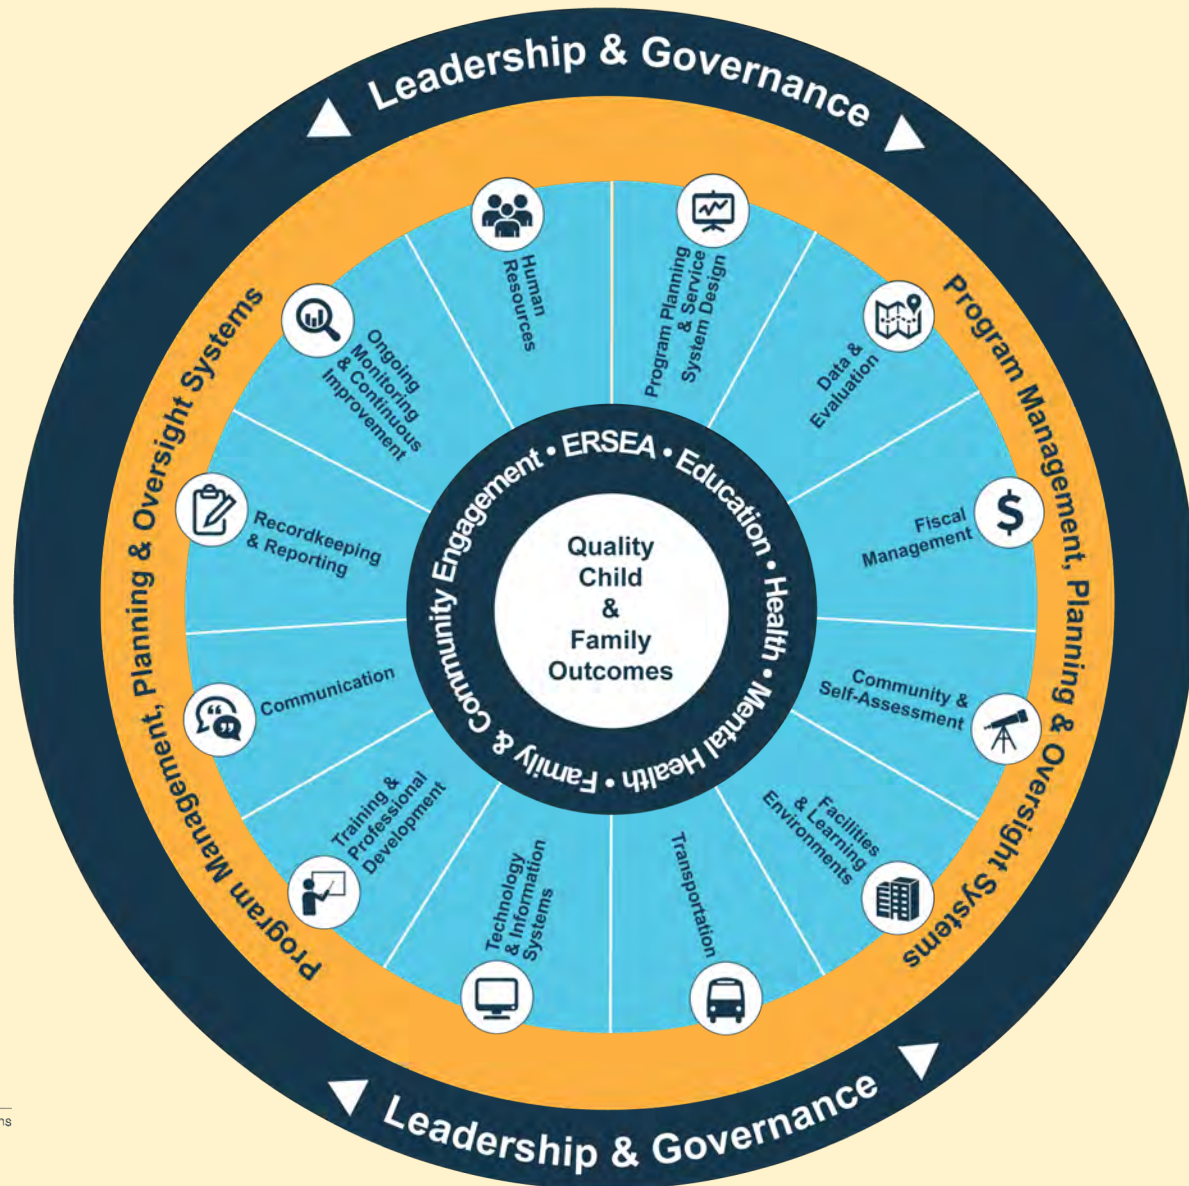 Leadership & Governance
Program Management, Planning & Oversight Systems
Program Management, Planning & Oversight Systems
Human
Resources
Program Planning
& Service
System Design
Data &
Evaluation
Fiscal
Management
Community &
Self-Assessment
Facilities
& Learning
Environments
Transportation
Technology
& Information
Systems
Training &
Professional
Development
Communication
Recordkeeping
& Reporting
Ongoing
Monitoring
& Continuous
Improvement
ERSEA • Education • Health • Mental Health • Family & Community Engagement •
Quality
Child
&
Family
Outcomes
$
Leadership & Governance